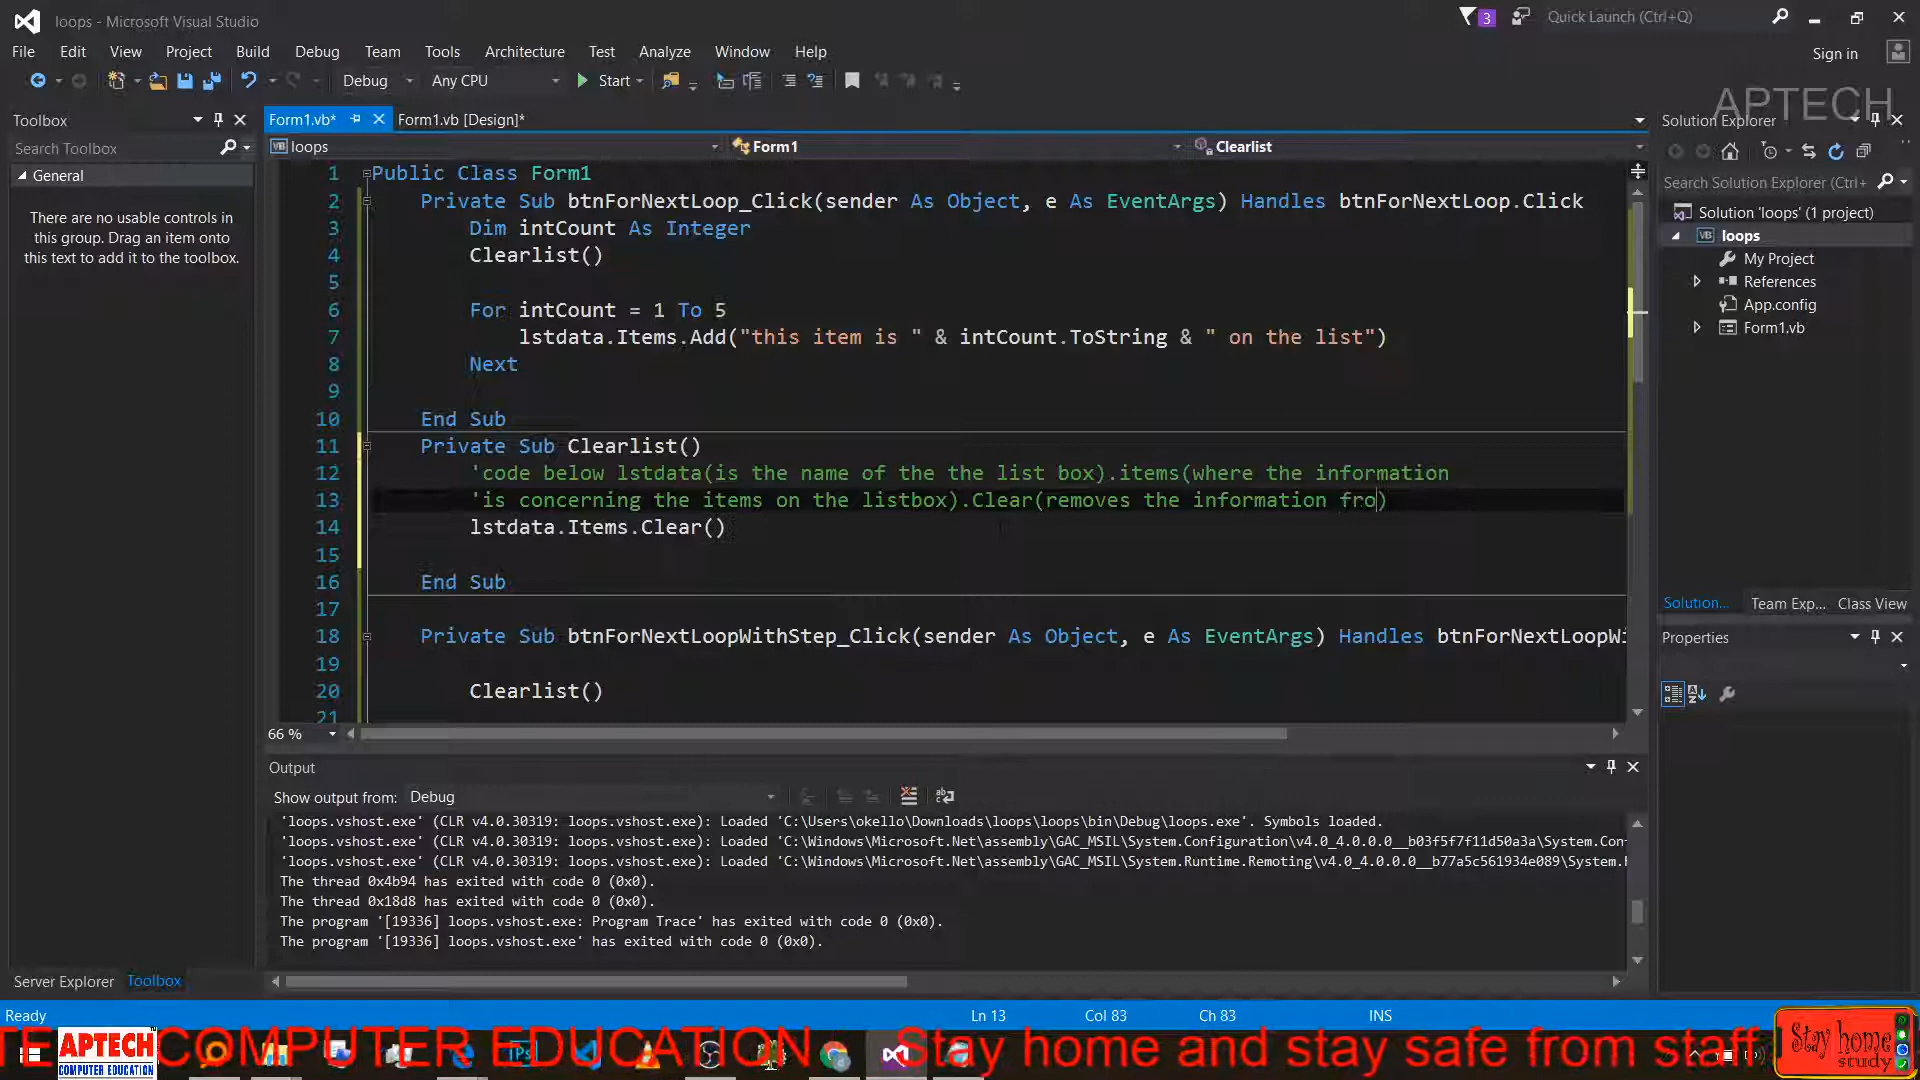 loops - Microsoft Visual Studio
3
Quick Launch (Ctrl+Q)
File Edit View Project Build Debug Team Tools Architecture Test Analyze Window Help
Sign in
Debug Any CPU Start
APTECH
Toolbox
Form1.vb* Form1.vb [Design]*
Solution Explorer
Search Toolbox
loops Form1 Clearlist
General
There are no usable controls in
this group. Drag an item onto
this text to add it to the toolbox.
1 Public Class Form1
2 Private Sub btnForNextLoop_Click(sender As Object, e As EventArgs) Handles btnForNextLoop.Click
3 Dim intCount As Integer
4 Clearlist()
5
6 For intCount = 1 To 5
7 lstdata.Items.Add("this item is " & intCount.ToString & " on the list")
8 Next
9
10 End Sub
11 Private Sub Clearlist()
12 'code below lstdata(is the name of the the list box).items(where the information
13 'is concerning the items on the listbox).Clear(removes the information fro)
14 lstdata.Items.Clear()
15
16 End Sub
17
18 Private Sub btnForNextLoopWithStep_Click(sender As Object, e As EventArgs) Handles btnForNextLoopWi
19
20 Clearlist()
21
66 %
Search Solution Explorer (Ctrl+
Solution 'loops' (1 project)
loops
My Project
References
App.config
Form1.vb
Solution... Team Exp... Class View
Properties
Output
Show output from: Debug
'loops.vshost.exe' (CLR v4.0.30319: loops.vshost.exe): Loaded 'C:\Users\okello\Downloads\loops\loops\bin\Debug\loops.exe'. Symbols loaded.
'loops.vshost.exe' (CLR v4.0.30319: loops.vshost.exe): Loaded 'C:\Windows\Microsoft.Net\assembly\GAC_MSIL\System.Configuration\v4.0_4.0.0.0__b03f5f7f11d50a3a\System.Con
'loops.vshost.exe' (CLR v4.0.30319: loops.vshost.exe): Loaded 'C:\Windows\Microsoft.Net\assembly\GAC_MSIL\System.Runtime.Remoting\v4.0_4.0.0.0__b77a5c561934e089\System.
The thread 0x4b94 has exited with code 0 (0x0).
The thread 0x18d8 has exited with code 0 (0x0).
The program '[19336] loops.vshost.exe: Program Trace' has exited with code 0 (0x0).
The program '[19336] loops.vshost.exe' has exited with code 0 (0x0).
Server Explorer Toolbox
Ready Ln 13 Col 83 Ch 83 INS
APTECH
COMPUTER EDUCATION
COMPUTER EDUCATION Stay home and stay safe from staff
Stay home
study